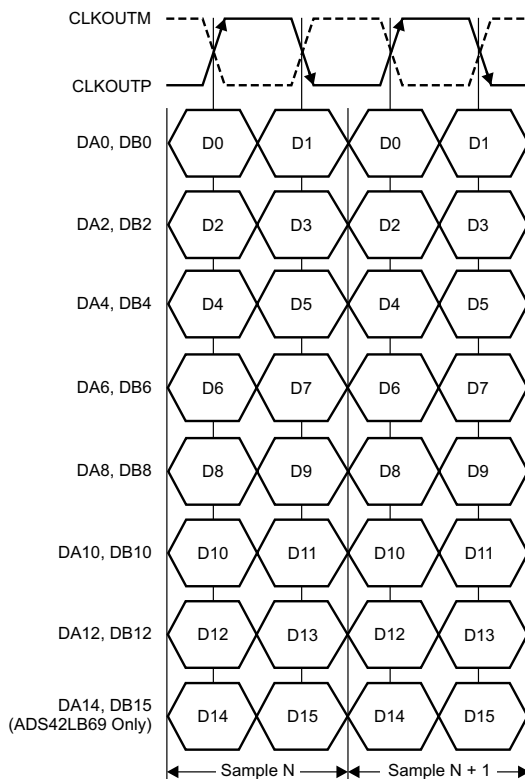 CLKOUTM
CLKOUTP
DA0, DB0 D0 D1 D0 D1
DA2, DB2 D2 D3 D2 D3
DA4, DB4 D4 D5 D4 D5
DA6, DB6 D6 D7 D6 D7
DA8, DB8 D8 D9 D8 D9
DA10, DB10 D10 D11 D10 D11
DA12, DB12 D12 D13 D12 D13
DA14, DB15 D14 D15 D14 D15
(ADS42LB69 Only)
Sample N Sample N + 1